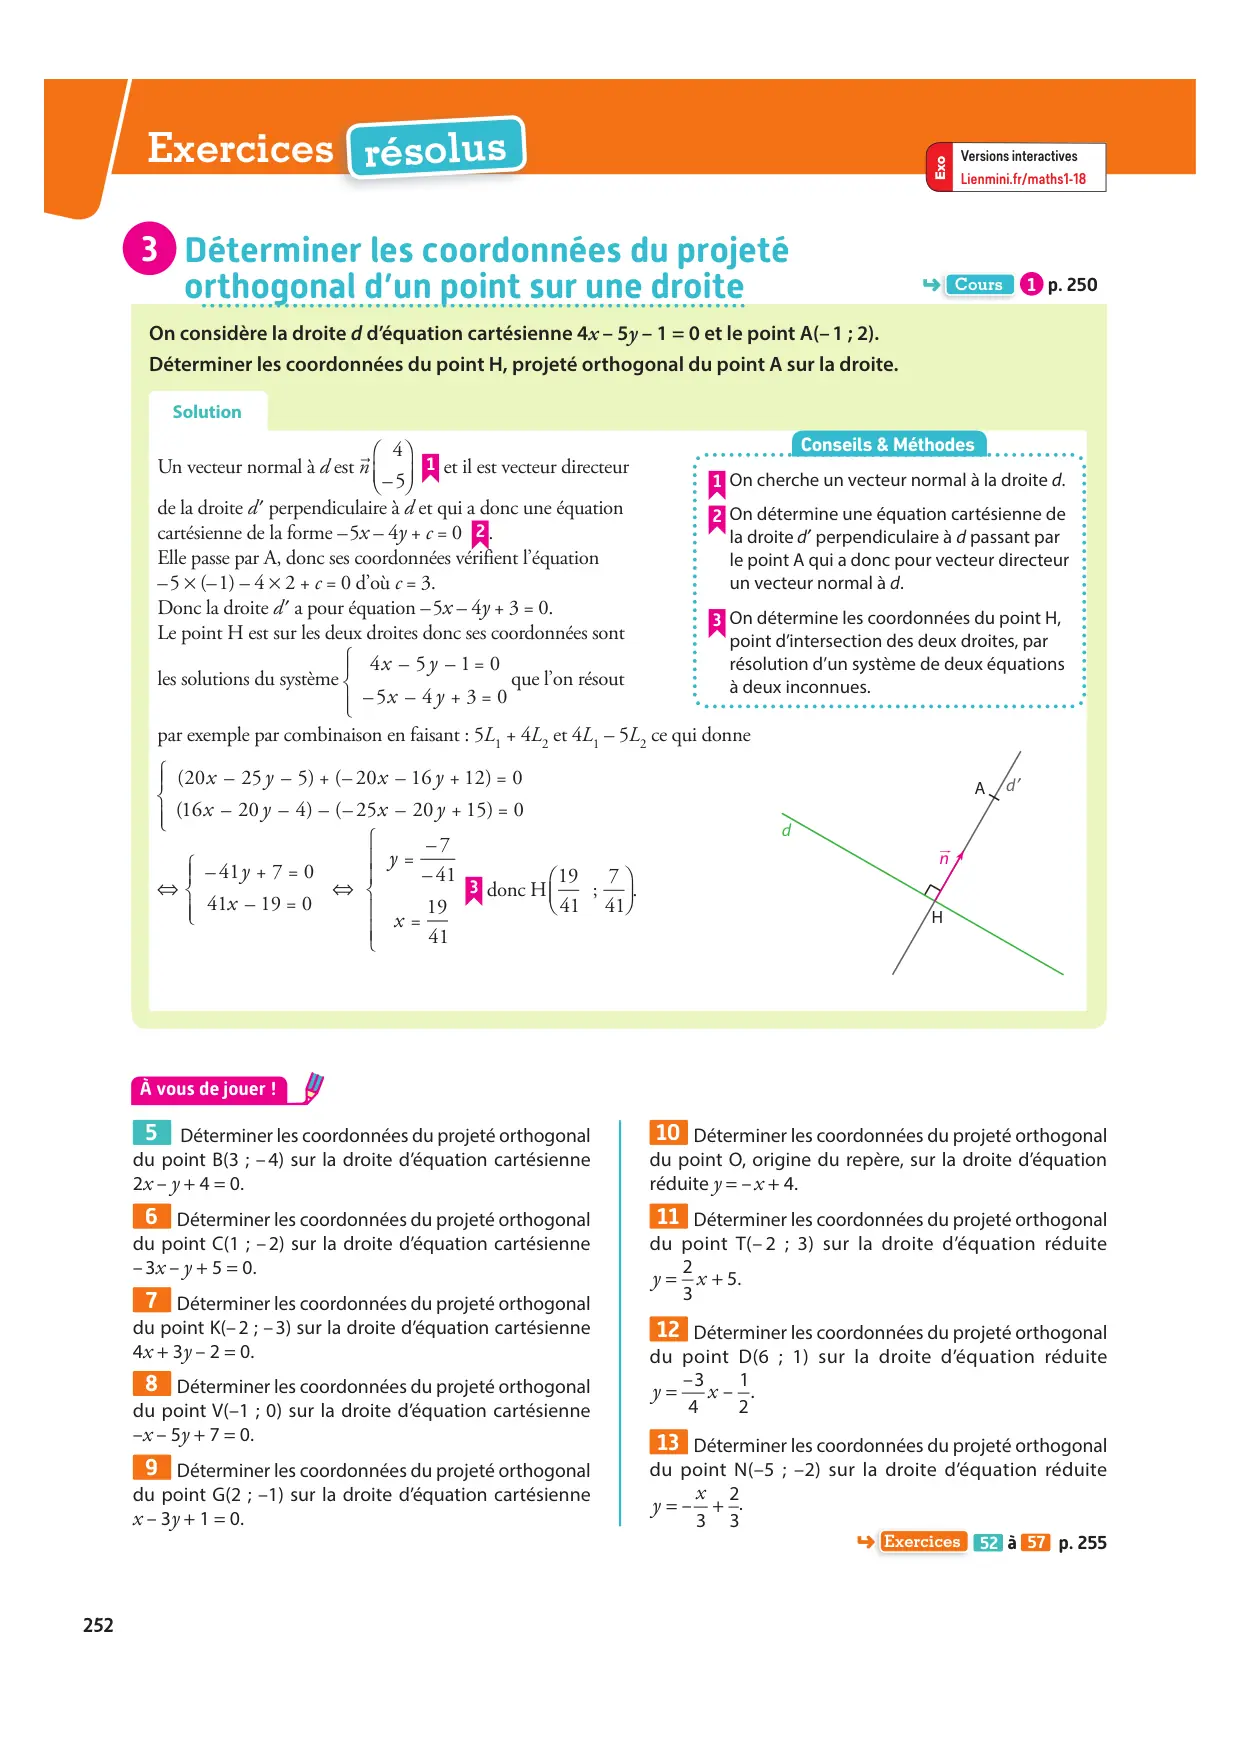 Exercices résolus
Exo
Versions interactives
Lienmini.fr/maths1-18
3 Déterminer les coordonnées du projeté
orthogonal d’un point sur une droite
Cours 1 p. 250
On considère la droite d d’équation cartésienne 4x – 5y – 1 = 0 et le point A(– 1 ; 2).
Déterminer les coordonnées du point H, projeté orthogonal du point A sur la droite.
Solution
Un vecteur normal à d est n⃗ (4 ; –5) 1 et il est vecteur directeur
de la droite d′ perpendiculaire à d et qui a donc une équation
cartésienne de la forme –5x – 4y + c = 0 2 .
Elle passe par A, donc ses coordonnées vérifient l’équation
–5 × (–1) – 4 × 2 + c = 0 d’où c = 3.
Donc la droite d′ a pour équation –5x – 4y + 3 = 0.
Le point H est sur les deux droites donc ses coordonnées sont
les solutions du système { 4x – 5y – 1 = 0
–5x – 4y + 3 = 0 que l’on résout
par exemple par combinaison en faisant : 5L₁ + 4L₂ et 4L₁ – 5L₂ ce qui donne
(20x – 25y – 5) + (–20x – 16y + 12) = 0
(16x – 20y – 4) – (–25x – 20y + 15) = 0
⇔ { –41y + 7 = 0
41x – 19 = 0
⇔ { y = –7/–41
x = 19/41
3 donc H(19/41 ; 7/41).
Conseils & Méthodes
1 On cherche un vecteur normal à la droite d.
2 On détermine une équation cartésienne de
la droite d′ perpendiculaire à d passant par
le point A qui a donc pour vecteur directeur
un vecteur normal à d.
3 On détermine les coordonnées du point H,
point d’intersection des deux droites, par
résolution d’un système de deux équations
à deux inconnues.
A
d′
d
n⃗
H
À vous de jouer !
5 Déterminer les coordonnées du projeté orthogonal
du point B(3 ; – 4) sur la droite d’équation cartésienne
2x – y + 4 = 0.
6 Déterminer les coordonnées du projeté orthogonal
du point C(1 ; – 2) sur la droite d’équation cartésienne
– 3x – y + 5 = 0.
7 Déterminer les coordonnées du projeté orthogonal
du point K(– 2 ; – 3) sur la droite d’équation cartésienne
4x + 3y – 2 = 0.
8 Déterminer les coordonnées du projeté orthogonal
du point V(–1 ; 0) sur la droite d’équation cartésienne
–x – 5y + 7 = 0.
9 Déterminer les coordonnées du projeté orthogonal
du point G(2 ; –1) sur la droite d’équation cartésienne
x – 3y + 1 = 0.
10 Déterminer les coordonnées du projeté orthogonal
du point O, origine du repère, sur la droite d’équation
réduite y = – x + 4.
11 Déterminer les coordonnées du projeté orthogonal
du point T(– 2 ; 3) sur la droite d’équation réduite
y = 2/3 x + 5.
12 Déterminer les coordonnées du projeté orthogonal
du point D(6 ; 1) sur la droite d’équation réduite
y = –3/4 x – 1/2.
13 Déterminer les coordonnées du projeté orthogonal
du point N(–5 ; –2) sur la droite d’équation réduite
y = – x/3 + 2/3.
Exercices 52 à 57 p. 255
252